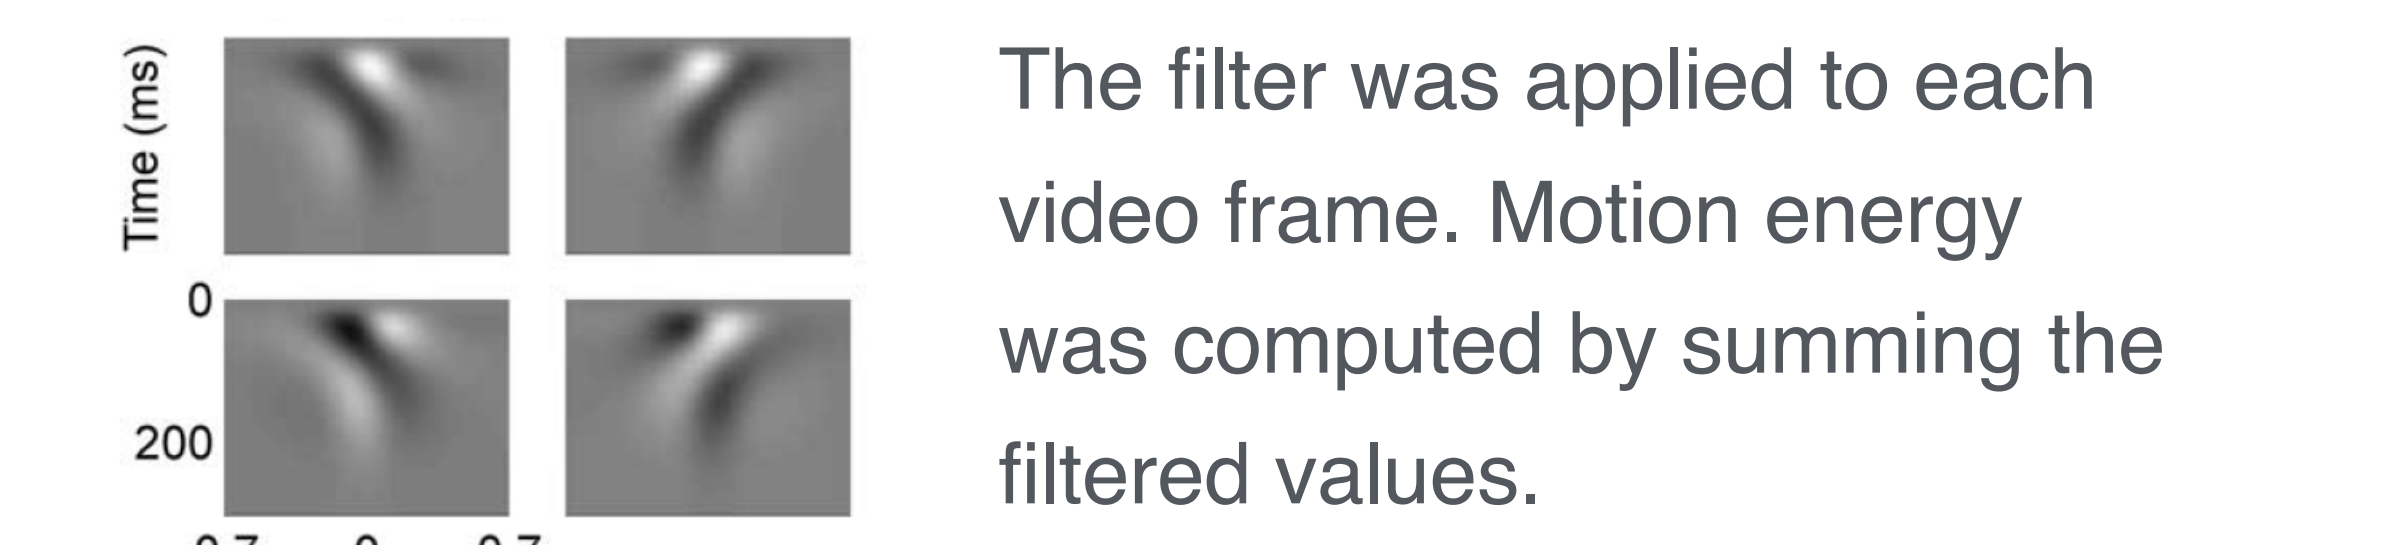 Time (ms)
0
200
The filter was applied to each
video frame. Motion energy
was computed by summing the
filtered values.